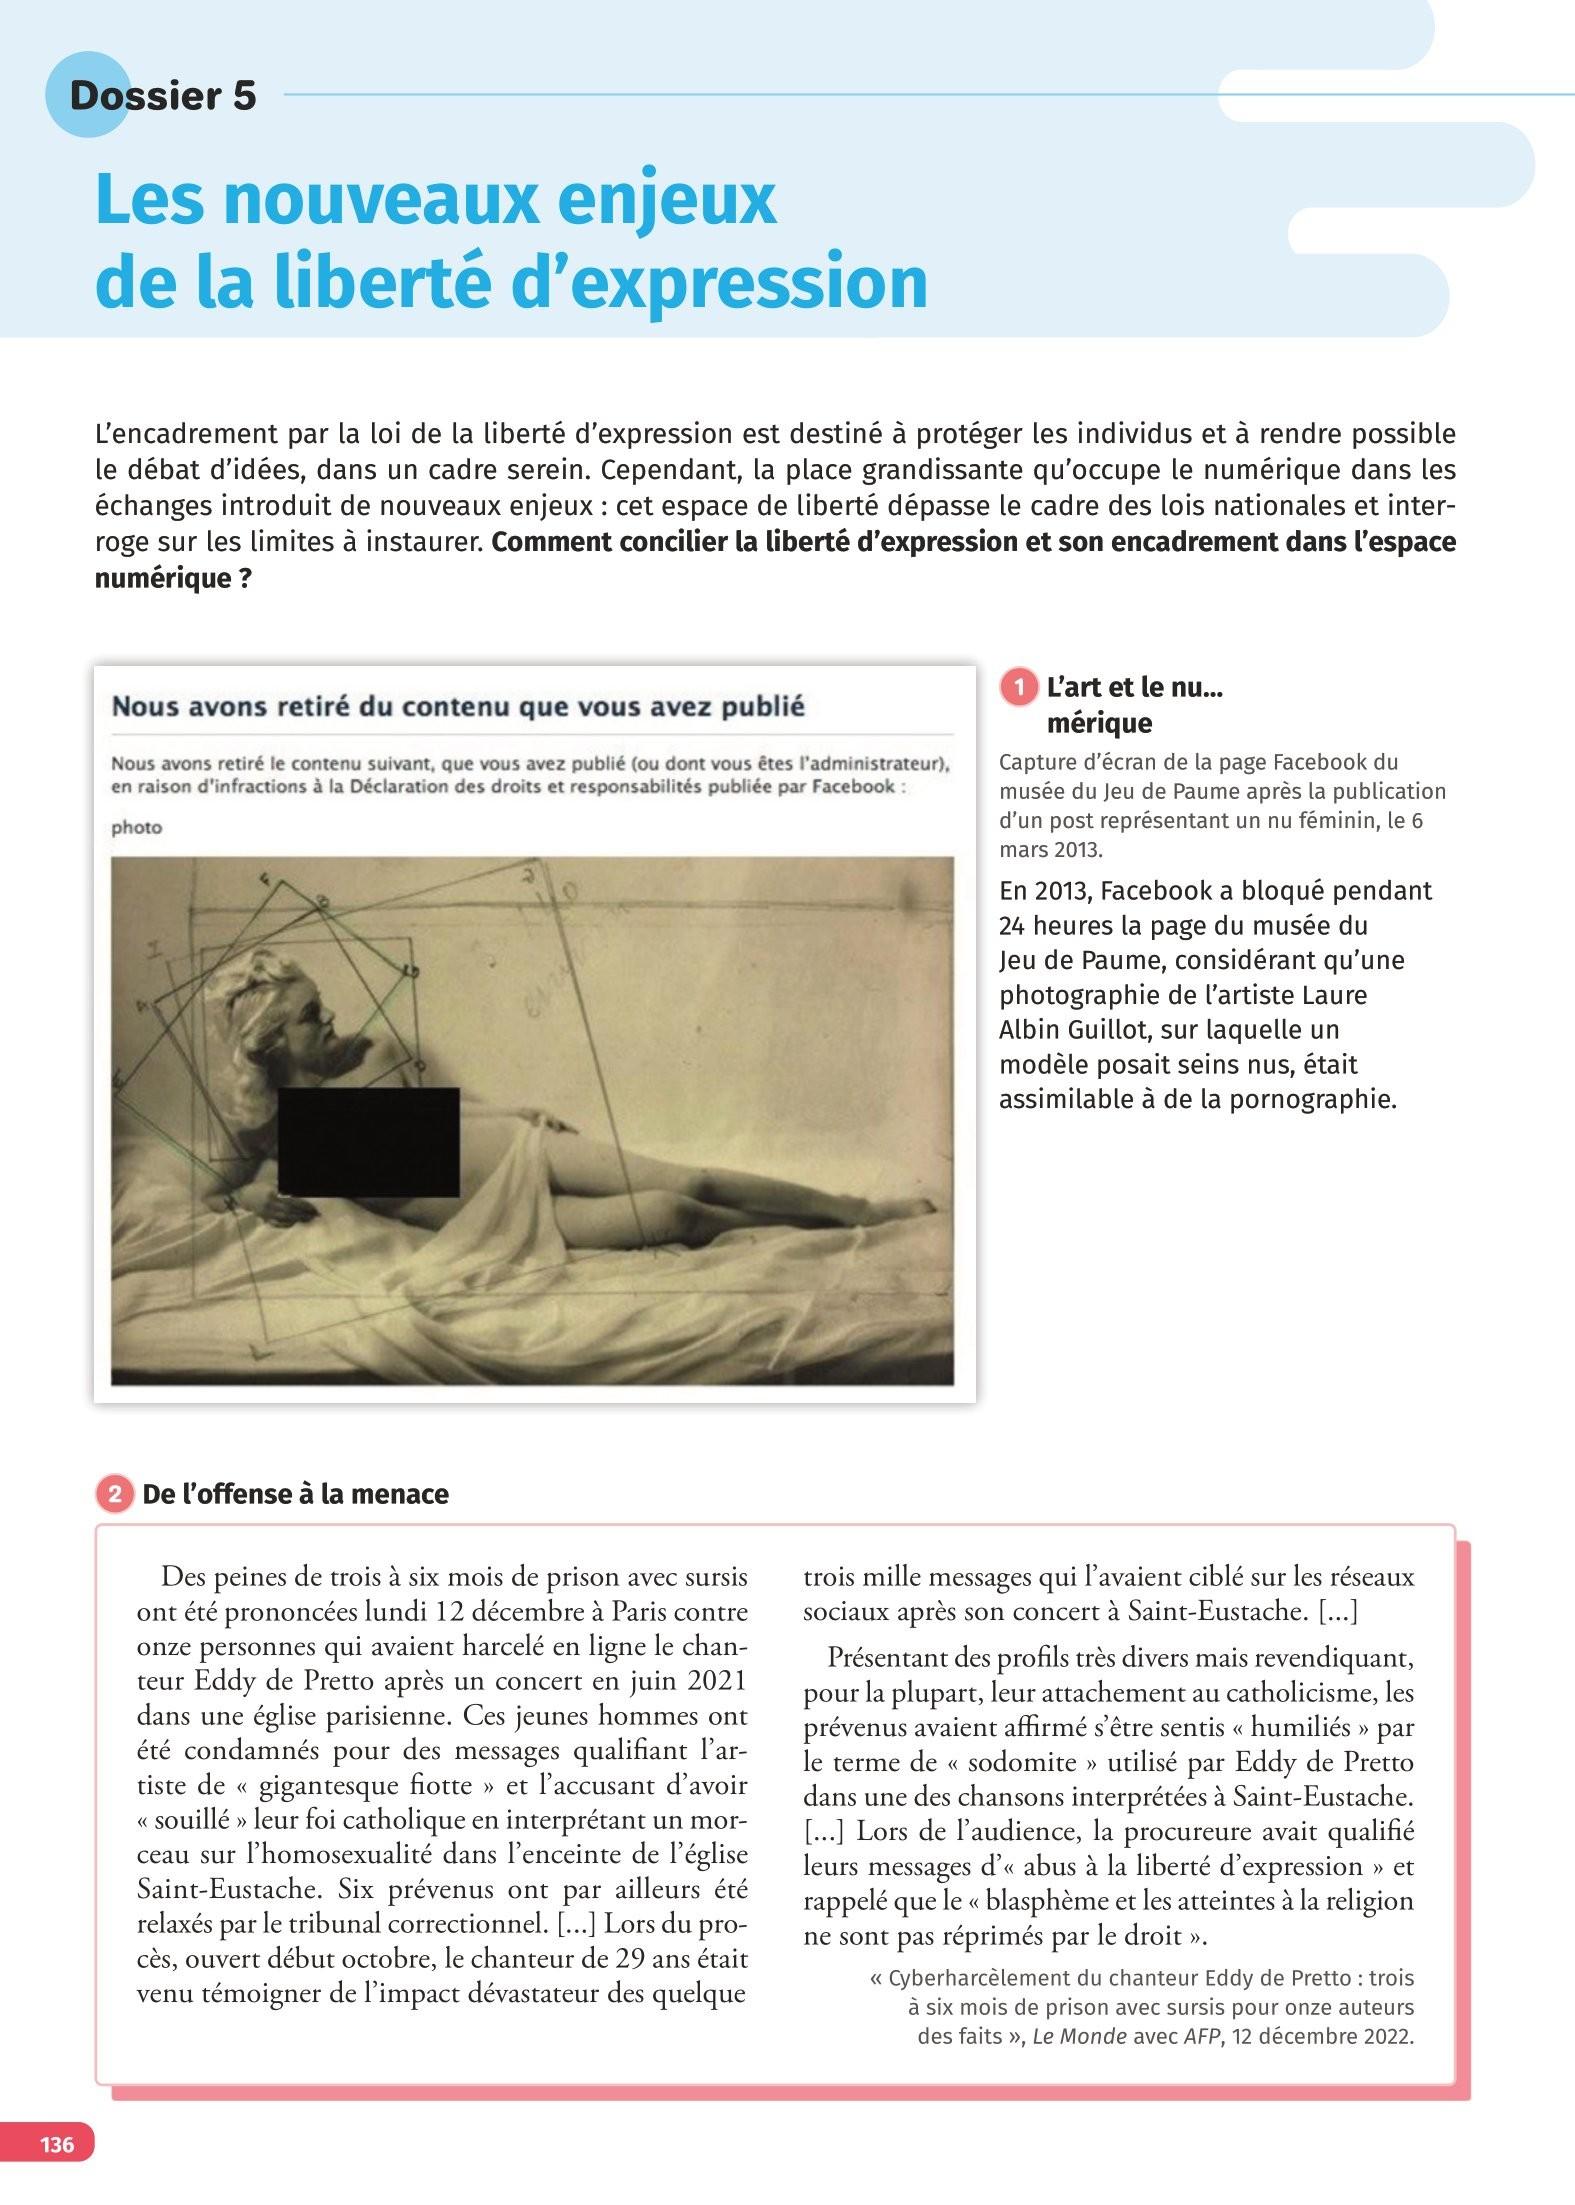 Dossier 5
Les nouveaux enjeux
de la liberté d’expression
L’encadrement par la loi de la liberté d’expression est destiné à protéger les individus et à rendre possible
le débat d’idées, dans un cadre serein. Cependant, la place grandissante qu’occupe le numérique dans les
échanges introduit de nouveaux enjeux : cet espace de liberté dépasse le cadre des lois nationales et inter-
roge sur les limites à instaurer. Comment concilier la liberté d’expression et son encadrement dans l’espace
numérique ?
Nous avons retiré du contenu que vous avez publié
Nous avons retiré le contenu suivant, que vous avez publié (ou dont vous êtes l'administrateur),
en raison d'infractions à la Déclaration des droits et responsabilités publiée par Facebook :
photo
1 L’art et le nu...
mérique
Capture d’écran de la page Facebook du
musée du Jeu de Paume après la publication
d’un post représentant un nu féminin, le 6
mars 2013.
En 2013, Facebook a bloqué pendant
24 heures la page du musée du
Jeu de Paume, considérant qu’une
photographie de l’artiste Laure
Albin Guillot, sur laquelle un
modèle posait seins nus, était
assimilable à de la pornographie.
2 De l’offense à la menace
Des peines de trois à six mois de prison avec sursis
ont été prononcées lundi 12 décembre à Paris contre
onze personnes qui avaient harcelé en ligne le chan-
teur Eddy de Pretto après un concert en juin 2021
dans une église parisienne. Ces jeunes hommes ont
été condamnés pour des messages qualifiant l’ar-
tiste de « gigantesque fiotte » et l’accusant d’avoir
« souillé » leur foi catholique en interprétant un mor-
ceau sur l’homosexualité dans l’enceinte de l’église
Saint-Eustache. Six prévenus ont par ailleurs été
relaxés par le tribunal correctionnel. [...] Lors du pro-
cès, ouvert début octobre, le chanteur de 29 ans était
venu témoigner de l’impact dévastateur des quelque
trois mille messages qui l’avaient ciblé sur les réseaux
sociaux après son concert à Saint-Eustache. [...]
Présentant des profils très divers mais revendiquant,
pour la plupart, leur attachement au catholicisme, les
prévenus avaient affirmé s’être sentis « humiliés » par
le terme de « sodomite » utilisé par Eddy de Pretto
dans une des chansons interprétées à Saint-Eustache.
[...] Lors de l’audience, la procureure avait qualifié
leurs messages d’« abus à la liberté d’expression » et
rappelé que le « blasphème et les atteintes à la religion
ne sont pas réprimés par le droit ».
« Cyberharcèlement du chanteur Eddy de Pretto : trois
à six mois de prison avec sursis pour onze auteurs
des faits », Le Monde avec AFP, 12 décembre 2022.
136